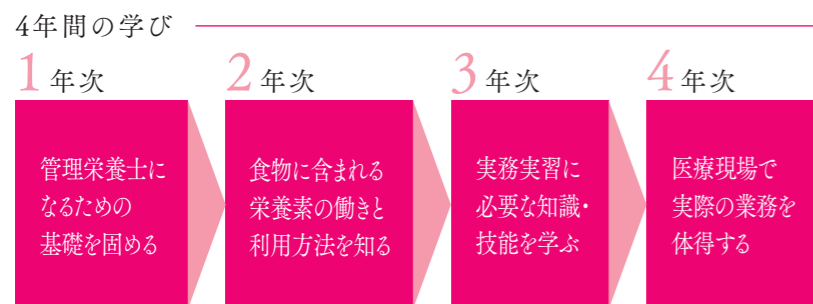 4年間の学び
1年次
管理栄養士に
なるための
基礎を固める
2年次
食物に含まれる
栄養素の働きと
利用方法を知る
3年次
実務実習に
必要な知識・
技能を学ぶ
4年次
医療現場で
実際の業務を
体得する